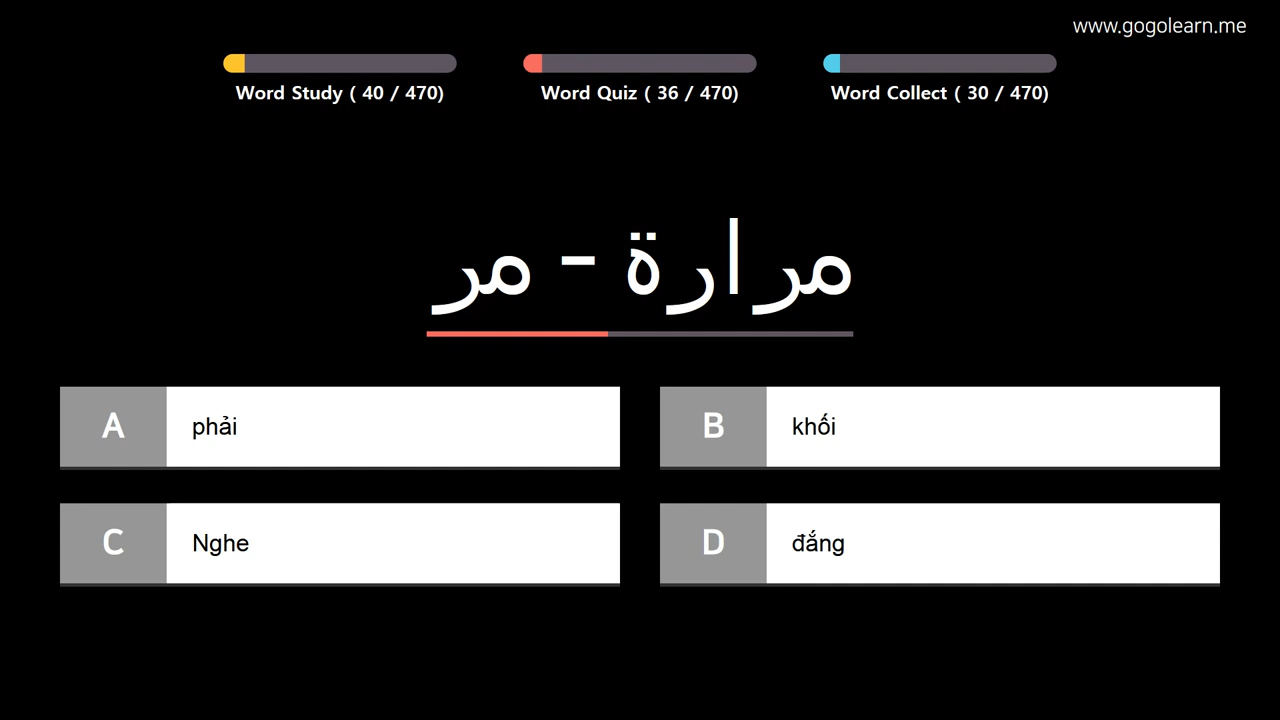 www.gogolearn.me
Word Study ( 40 / 470)
Word Quiz ( 36 / 470)
Word Collect ( 30 / 470)
مرارة - مر
A phải
B khối
C Nghe
D đắng